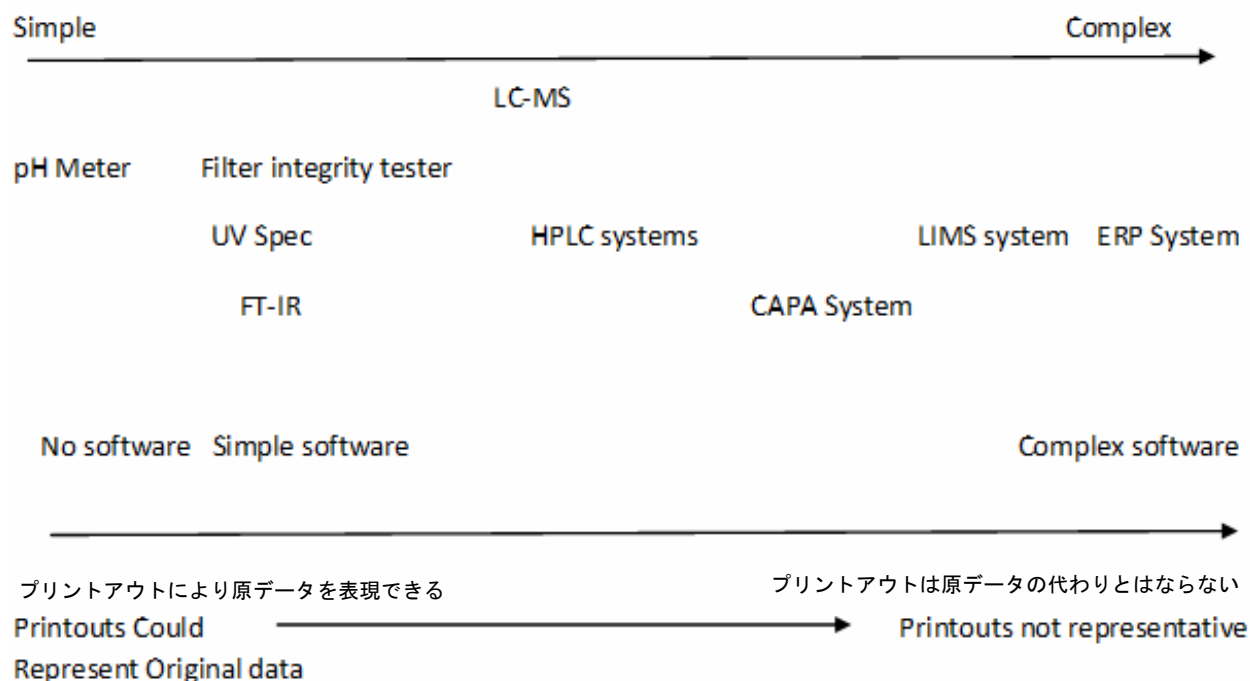 Simple Complex
LC-MS
pH Meter Filter integrity tester
UV Spec HPLC systems LIMS system ERP System
FT-IR CAPA System
No software Simple software Complex software
プリントアウトにより原データを表現できる プリントアウトは原データの代わりとはならない
Printouts Could Printouts not representative
Represent Original data